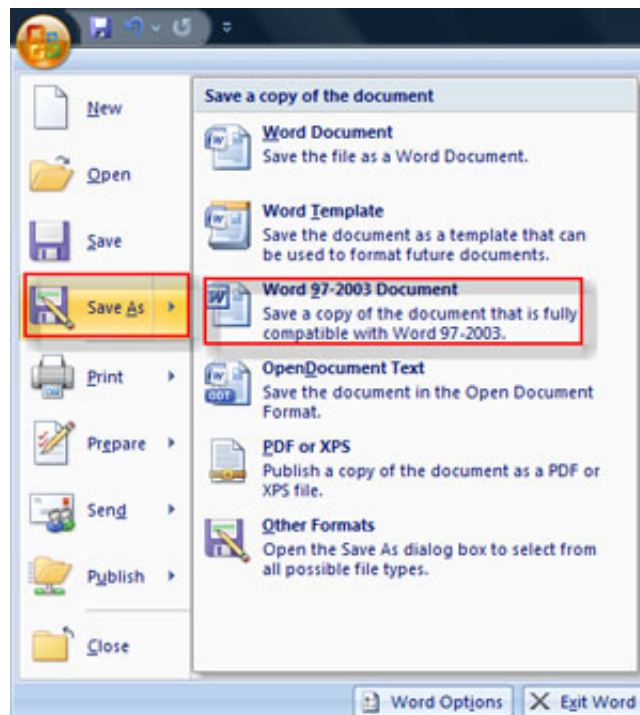 New
Open
Save
Save As
Print
Prepare
Send
Publish
Close
Save a copy of the document
Word Document
Save the file as a Word Document.
Word Template
Save the document as a template that can
be used to format future documents.
Word 97-2003 Document
Save a copy of the document that is fully
compatible with Word 97-2003.
OpenDocument Text
Save the document in the Open Document
Format.
PDF or XPS
Publish a copy of the document as a PDF or
XPS file.
Other Formats
Open the Save As dialog box to select from
all possible file types.
Word Options
Exit Word